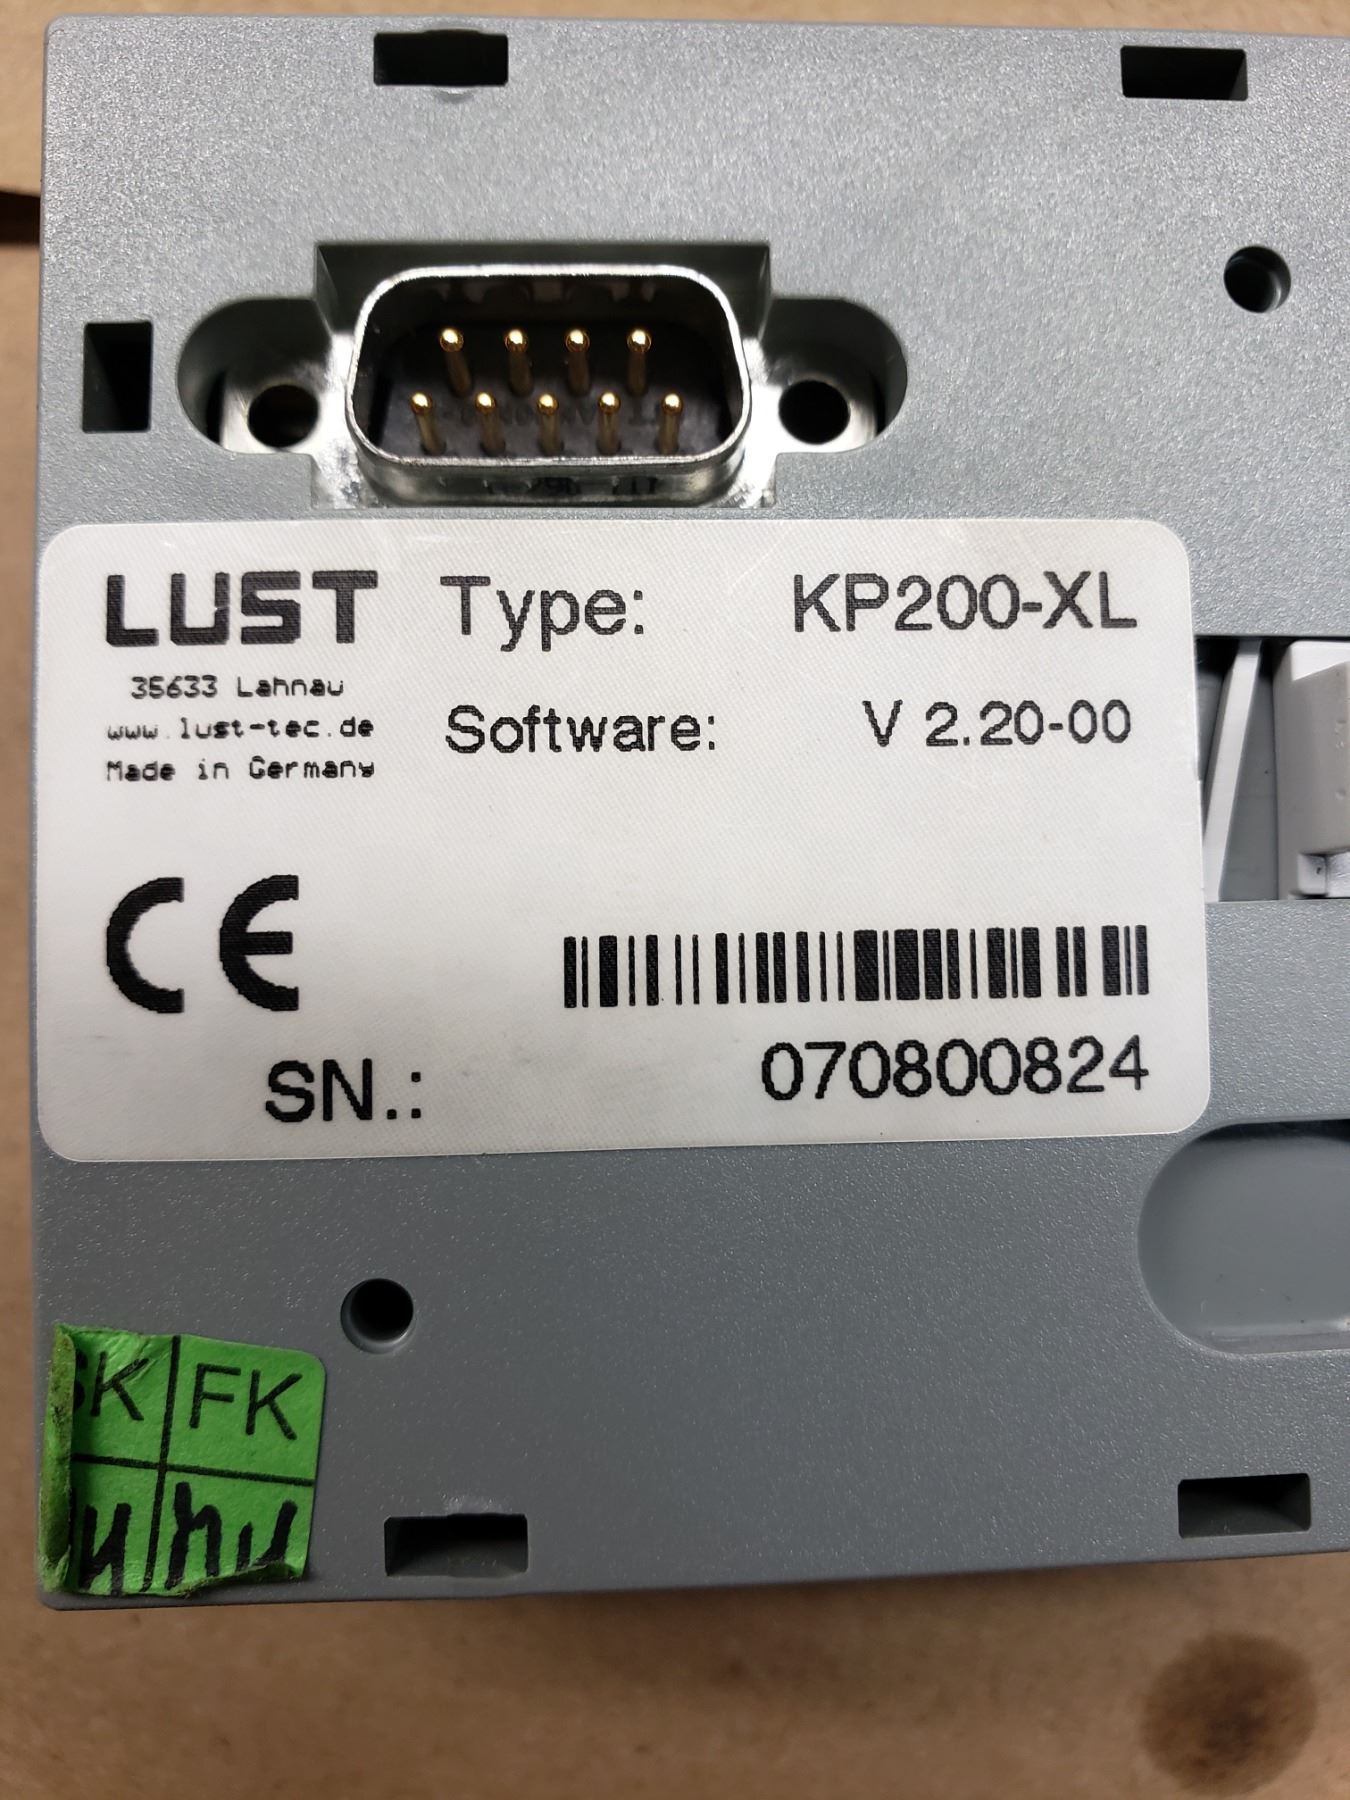 LUST Type: KP200-XL
35633 Lahnau
www.lust-tec.de
Software: V 2.20-00
Made in Germany
CE
SN.: 070800824
FK